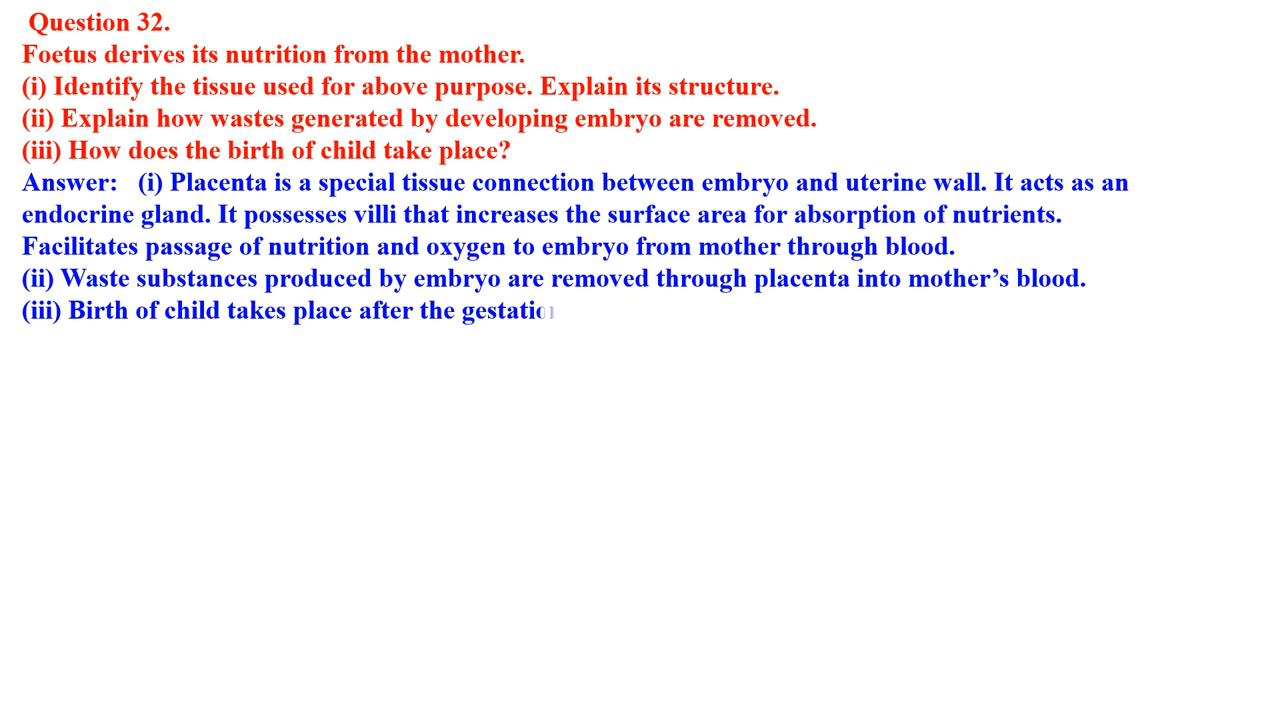 Question 32.
Foetus derives its nutrition from the mother.
(i) Identify the tissue used for above purpose. Explain its structure.
(ii) Explain how wastes generated by developing embryo are removed.
(iii) How does the birth of child take place?
Answer: (i) Placenta is a special tissue connection between embryo and uterine wall. It acts as an
endocrine gland. It possesses villi that increases the surface area for absorption of nutrients.
Facilitates passage of nutrition and oxygen to embryo from mother through blood.
(ii) Waste substances produced by embryo are removed through placenta into mother’s blood.
(iii) Birth of child takes place after the